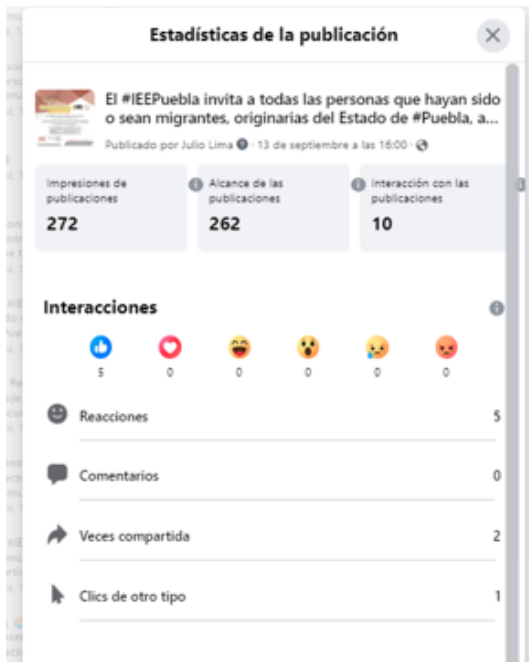 Estadísticas de la publicación
El #IEEPuebla invita a todas las personas que hayan sido
o sean migrantes, originarias del Estado de #Puebla, a...
Publicado por Julio Lima · 13 de septiembre a las 16:00 ·
Impresiones de
publicaciones
272
Alcance de las
publicaciones
262
Interacción con las
publicaciones
10
Interacciones
5 0 0 0 0 0
Reacciones 5
Comentarios 0
Veces compartida 2
Clics de otro tipo 1